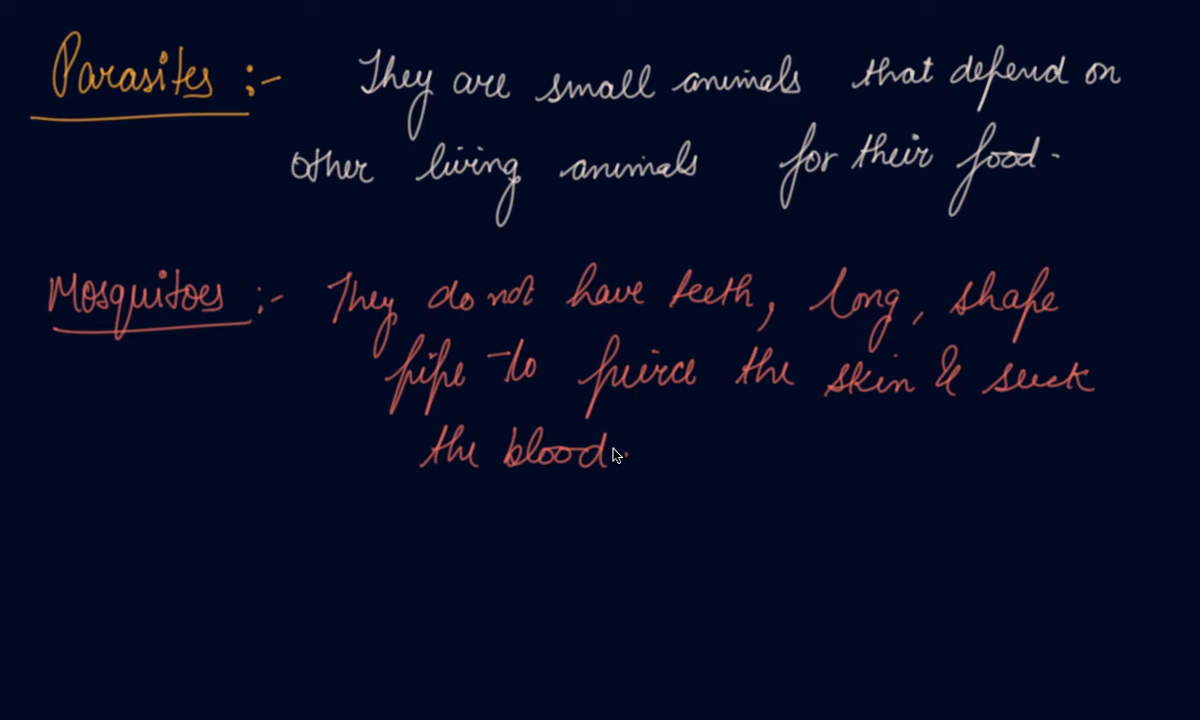 Parasites :- They are small animals that depend on
other living animals for their food.
Mosquitoes :- They do not have teeth, long, shape
pipe to pierce the skin & suck
the blood.